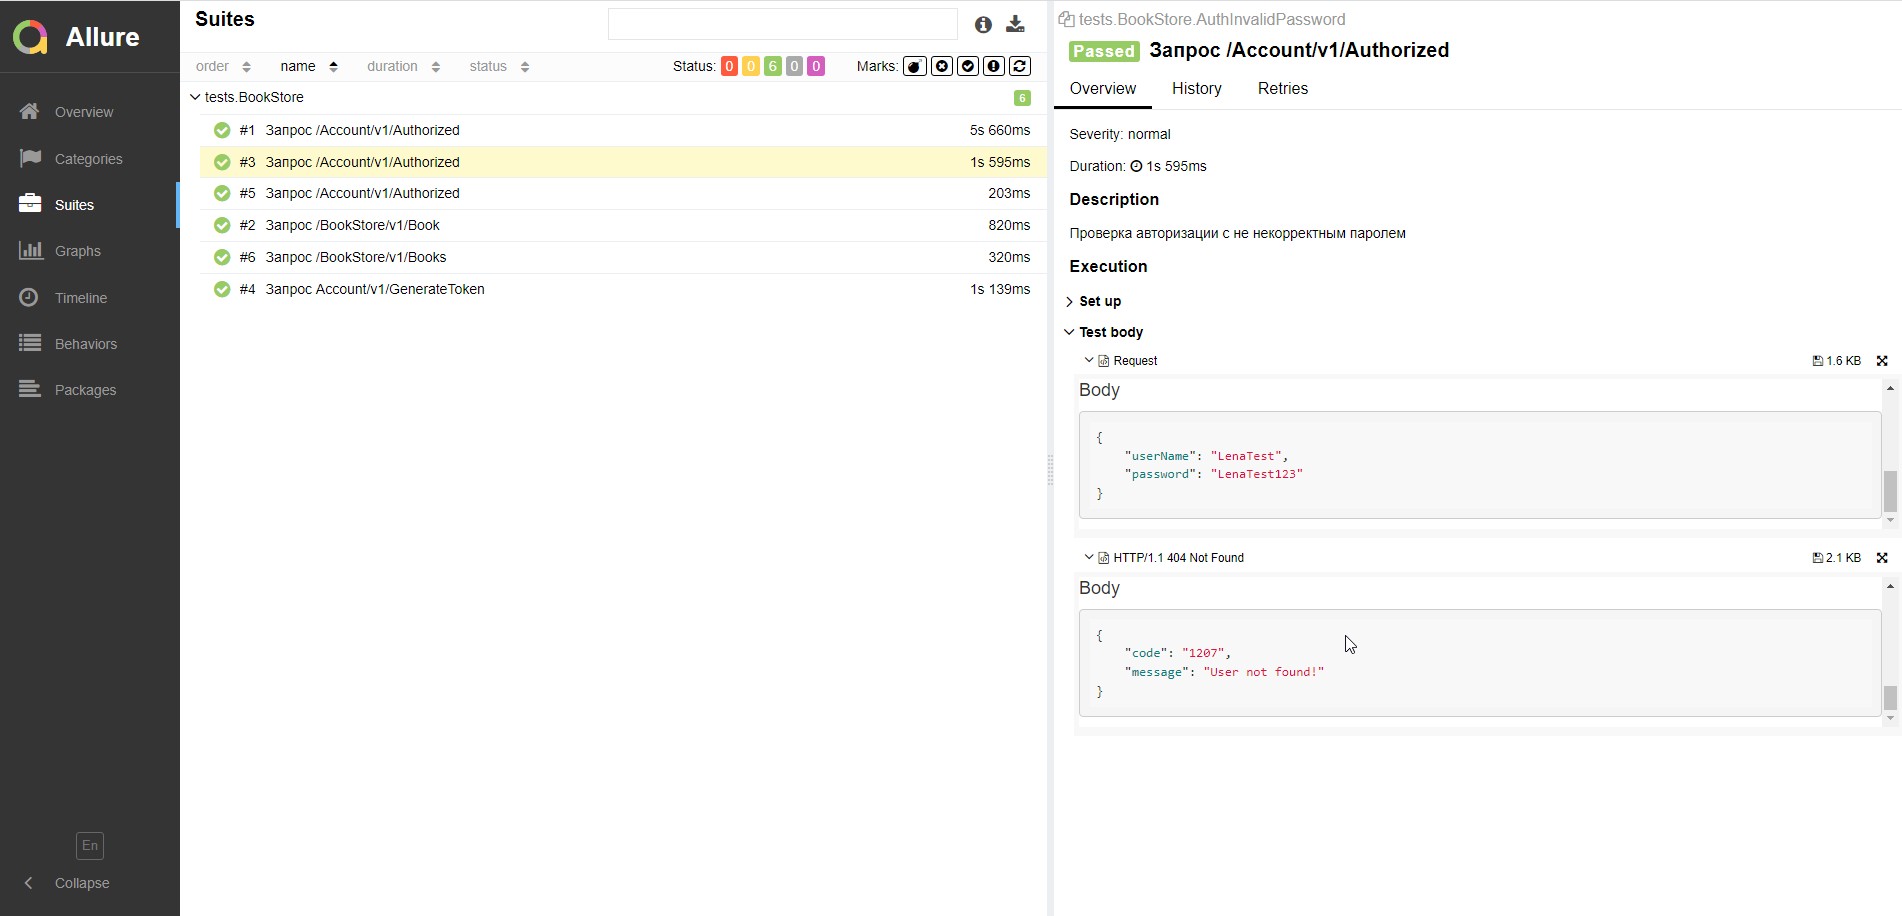 Allure
Overview
Categories
Suites
Graphs
Timeline
Behaviors
Packages
En
Collapse
Suites
order name duration status Status: 0 0 6 0 0 Marks:
tests.BookStore 6
#1 Запрос /Account/v1/Authorized 5s 660ms
#3 Запрос /Account/v1/Authorized 1s 595ms
#5 Запрос /Account/v1/Authorized 203ms
#2 Запрос /BookStore/v1/Book 820ms
#6 Запрос /BookStore/v1/Books 320ms
#4 Запрос Account/v1/GenerateToken 1s 139ms
tests.BookStore.AuthInvalidPassword
Passed Запрос /Account/v1/Authorized
Overview History Retries
Severity: normal
Duration: 1s 595ms
Description
Проверка авторизации с не некорректным паролем
Execution
Set up
Test body
Request 1.6 KB
Body
{
"userName": "LenaTest",
"password": "LenaTest123"
}
HTTP/1.1 404 Not Found 2.1 KB
Body
{
"code": "1207",
"message": "User not found!"
}